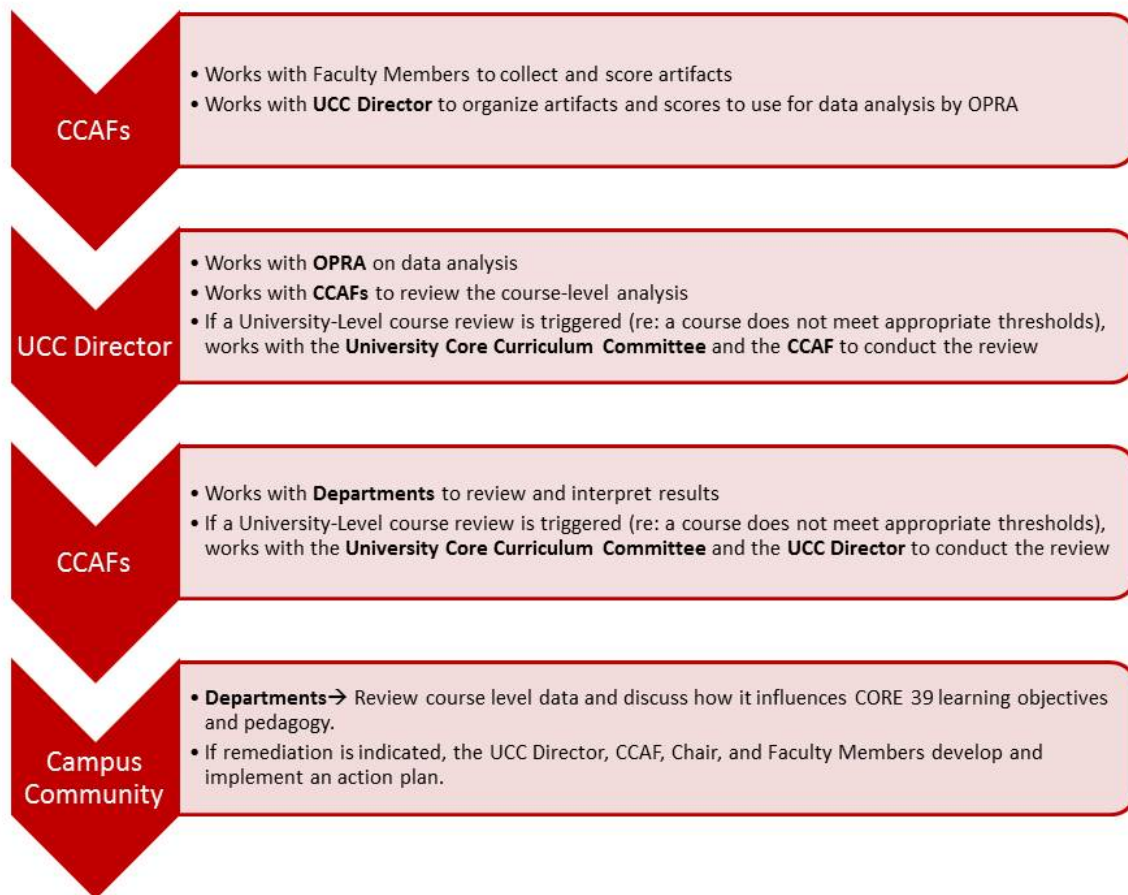 CCAFs
• Works with Faculty Members to collect and score artifacts
• Works with UCC Director to organize artifacts and scores to use for data analysis by OPRA
UCC Director
• Works with OPRA on data analysis
• Works with CCAFs to review the course-level analysis
• If a University-Level course review is triggered (re: a course does not meet appropriate thresholds),
works with the University Core Curriculum Committee and the CCAF to conduct the review
CCAFs
• Works with Departments to review and interpret results
• If a University-Level course review is triggered (re: a course does not meet appropriate thresholds),
works with the University Core Curriculum Committee and the UCC Director to conduct the review
Campus
Community
• Departments→ Review course level data and discuss how it influences CORE 39 learning objectives
and pedagogy.
• If remediation is indicated, the UCC Director, CCAF, Chair, and Faculty Members develop and
implement an action plan.